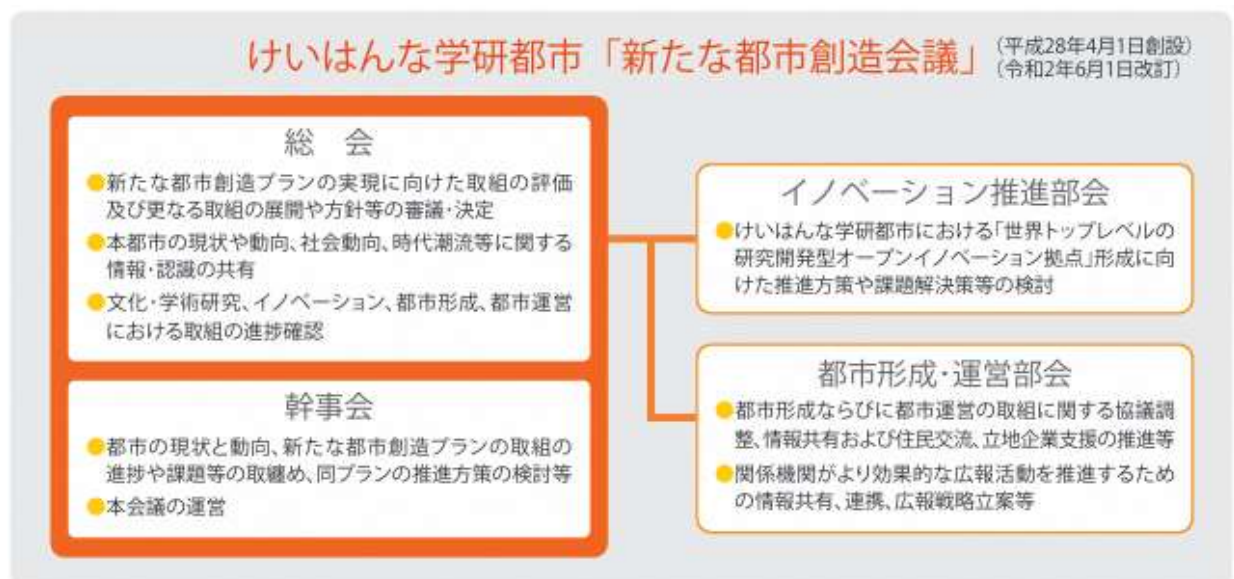 けいはんな学研都市「新たな都市創造会議」
(平成28年4月1日創設)
(令和2年6月1日改訂)
総 会
●新たな都市創造プランの実現に向けた取組の評価
及び更なる取組の展開や方針等の審議・決定
●本都市の現状や動向、社会動向、時代潮流等に関する
情報・認識の共有
●文化・学術研究、イノベーション、都市形成、都市運営
における取組の進捗確認
幹事会
●都市の現状と動向、新たな都市創造プランの取組の
進捗や課題等の取纏め、同プランの推進方策の検討等
●本会議の運営
イノベーション推進部会
●けいはんな学研都市における「世界トップレベルの
研究開発型オープンイノベーション拠点」形成に向
けた推進方策や課題解決策等の検討
都市形成・運営部会
●都市形成ならびに都市運営の取組に関する協議調
整、情報共有および住民交流、立地企業支援の推進等
●関係機関がより効果的な広報活動を推進するため
の情報共有、連携、広報戦略立案等